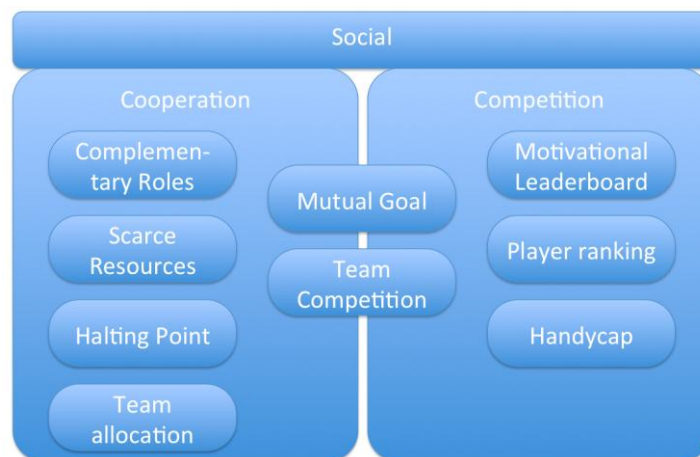 Social
Cooperation
Complemen-
tary Roles
Scarce
Resources
Halting Point
Team
allocation
Mutual Goal
Team
Competition
Competition
Motivational
Leaderboard
Player ranking
Handycap